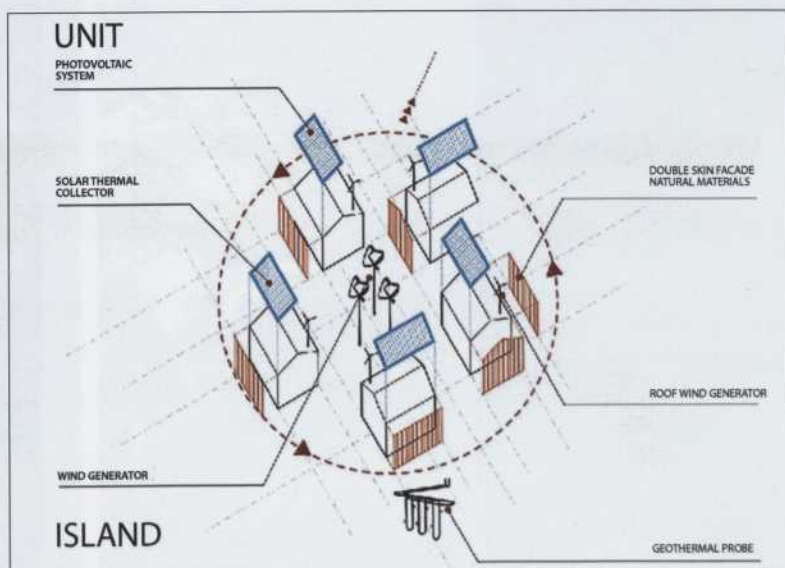 UNIT
PHOTOVOLTAIC
SYSTEM
SOLAR THERMAL
COLLECTOR
DOUBLE SKIN FACADE
NATURAL MATERIALS
ROOF WIND GENERATOR
WIND GENERATOR
ISLAND
GEOTHERMAL PROBE